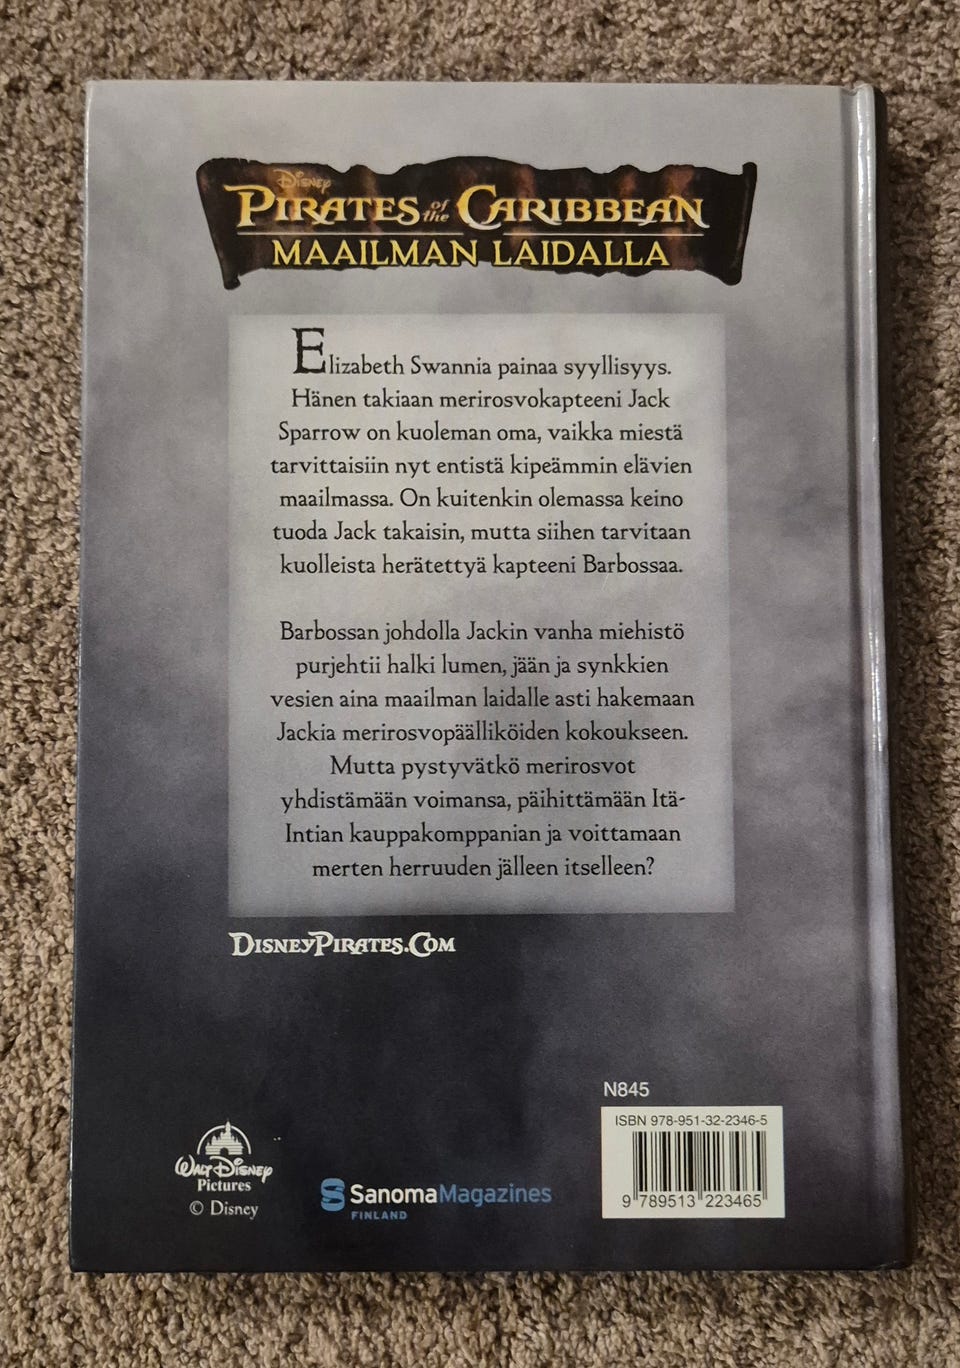 Disney
PIRATES of the CARIBBEAN
MAAILMAN LAIDALLA
Elizabeth Swannia painaa syyllisyys.
Hänen takiaan merirosvokapteeni Jack
Sparrow on kuoleman oma, vaikka miestä
tarvittaisiin nyt entistä kipeämmin elävien
maailmassa. On kuitenkin olemassa keino
tuoda Jack takaisin, mutta siihen tarvitaan
kuolleista herätettyä kapteeni Barbossaa.
Barbossan johdolla Jackin vanha miehistö
purjehtii halki lumen, jään ja synkkien
vesien aina maailman laidalle asti hakemaan
Jackia merirosvopäälliköiden kokoukseen.
Mutta pystyvätkö merirosvot
yhdistämään voimansa, päihittämään Itä-
Intian kauppakomppanian ja voittamaan
merten herruuden jälleen itselleen?
DISNEYPIRATES.COM
N845
ISBN 978-951-32-2346-5
9 789513 223465
WALT DISNEY
Pictures
© Disney
SanomaMagazines
FINLAND